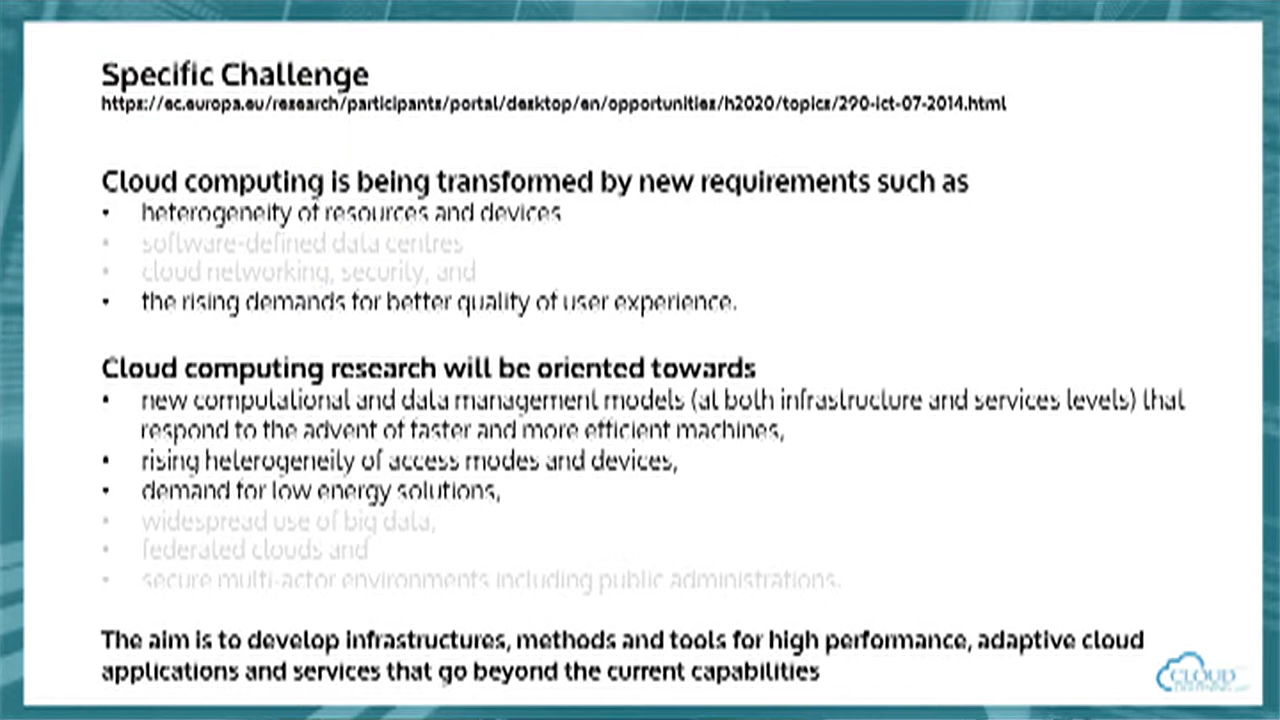 Specific Challenge
https://ec.europa.eu/research/participants/portal/desktop/en/opportunities/h2020/topics/290-ict-07-2014.html
Cloud computing is being transformed by new requirements such as
• heterogeneity of resources and devices
• software-defined data centres
• cloud networking, security, and
• the rising demands for better quality of user experience.
Cloud computing research will be oriented towards
• new computational and data management models (at both infrastructure and services levels) that
respond to the advent of faster and more efficient machines,
• rising heterogeneity of access modes and devices,
• demand for low energy solutions,
• widespread use of big data,
• federated clouds and
• secure multi-actor environments including public administrations.
The aim is to develop infrastructures, methods and tools for high performance, adaptive cloud
applications and services that go beyond the current capabilities
CLOUD